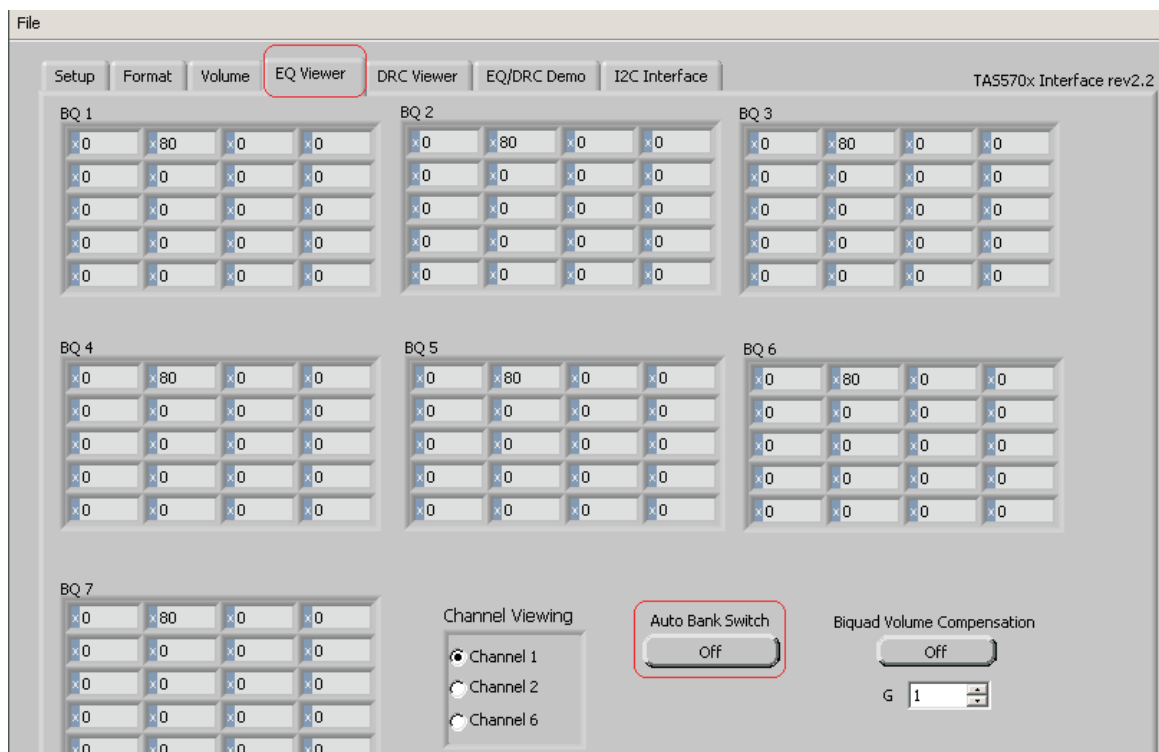 File
Setup Format Volume EQ Viewer DRC Viewer EQ/DRC Demo I2C Interface
TAS570x Interface rev2.2
BQ 1
x0 x80 x0 x0
x0 x0 x0 x0
x0 x0 x0 x0
x0 x0 x0 x0
x0 x0 x0 x0
BQ 2
x0 x80 x0 x0
x0 x0 x0 x0
x0 x0 x0 x0
x0 x0 x0 x0
x0 x0 x0 x0
BQ 3
x0 x80 x0 x0
x0 x0 x0 x0
x0 x0 x0 x0
x0 x0 x0 x0
x0 x0 x0 x0
BQ 4
x0 x80 x0 x0
x0 x0 x0 x0
x0 x0 x0 x0
x0 x0 x0 x0
x0 x0 x0 x0
BQ 5
x0 x80 x0 x0
x0 x0 x0 x0
x0 x0 x0 x0
x0 x0 x0 x0
x0 x0 x0 x0
BQ 6
x0 x80 x0 x0
x0 x0 x0 x0
x0 x0 x0 x0
x0 x0 x0 x0
x0 x0 x0 x0
BQ 7
x0 x80 x0 x0
x0 x0 x0 x0
x0 x0 x0 x0
x0 x0 x0 x0
x0 x0 x0 x0
Channel Viewing
Channel 1
Channel 2
Channel 6
Auto Bank Switch
Off
Biquad Volume Compensation
Off
G 1